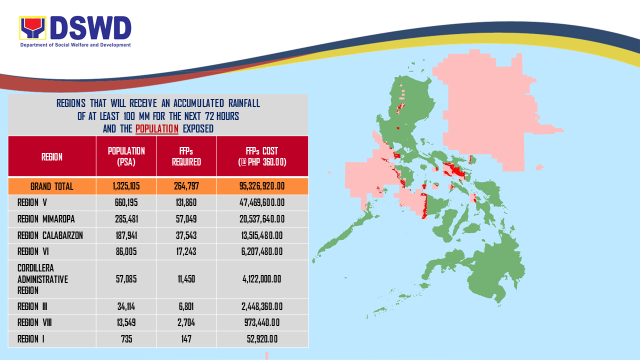 DSWD
Department of Social Welfare and Development
REGIONS THAT WILL RECEIVE AN ACCUMULATED RAINFALL
OF AT LEAST 100 MM FOR THE NEXT 72 HOURS
AND THE POPULATION EXPOSED
REGION POPULATION (PSA) FFPs REQUIRED FFPs COST (@ PHP 360.00)
GRAND TOTAL 1,325,105 264,797 95,326,920.00
REGION V 660,195 131,860 47,469,600.00
REGION MIMAROPA 285,481 57,049 20,537,640.00
REGION CALABARZON 187,941 37,543 13,515,480.00
REGION VI 86,005 17,243 6,207,480.00
CORDILLERA ADMINISTRATIVE REGION 57,085 11,450 4,122,000.00
REGION III 34,114 6,801 2,448,360.00
REGION VIII 13,549 2,704 973,440.00
REGION I 735 147 52,920.00